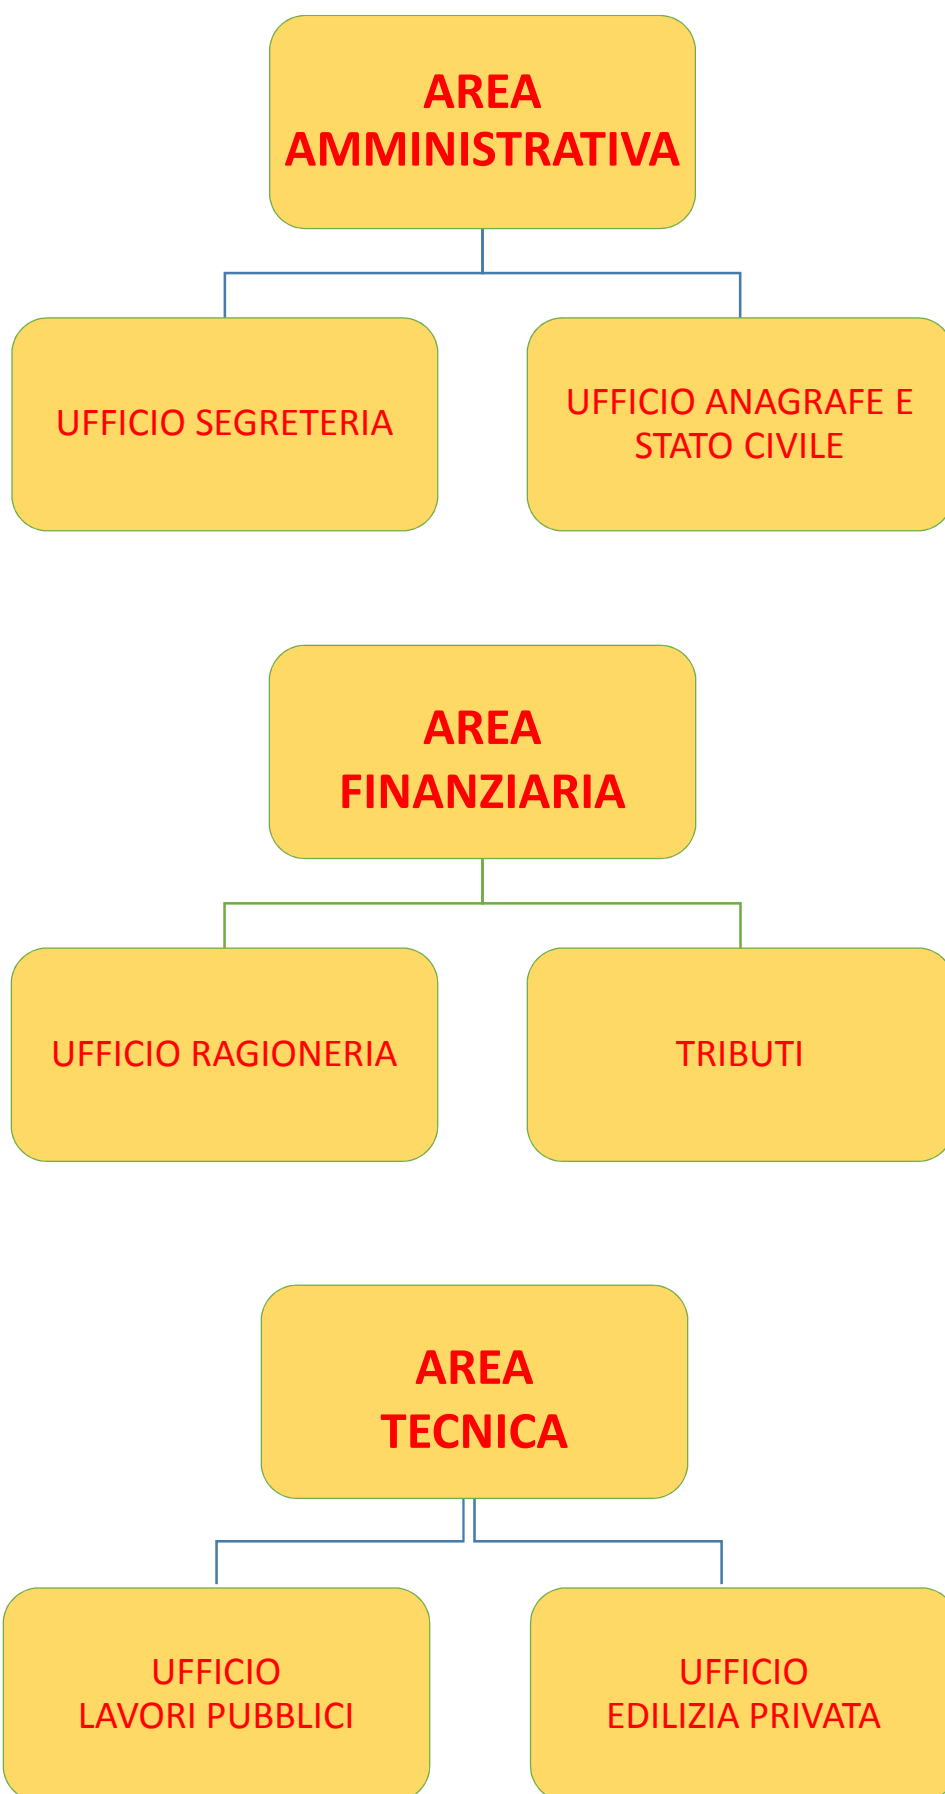 AREA
AMMINISTRATIVA
UFFICIO SEGRETERIA
UFFICIO ANAGRAFE E
STATO CIVILE
AREA
FINANZIARIA
UFFICIO RAGIONERIA
TRIBUTI
AREA
TECNICA
UFFICIO
LAVORI PUBBLICI
UFFICIO
EDILIZIA PRIVATA